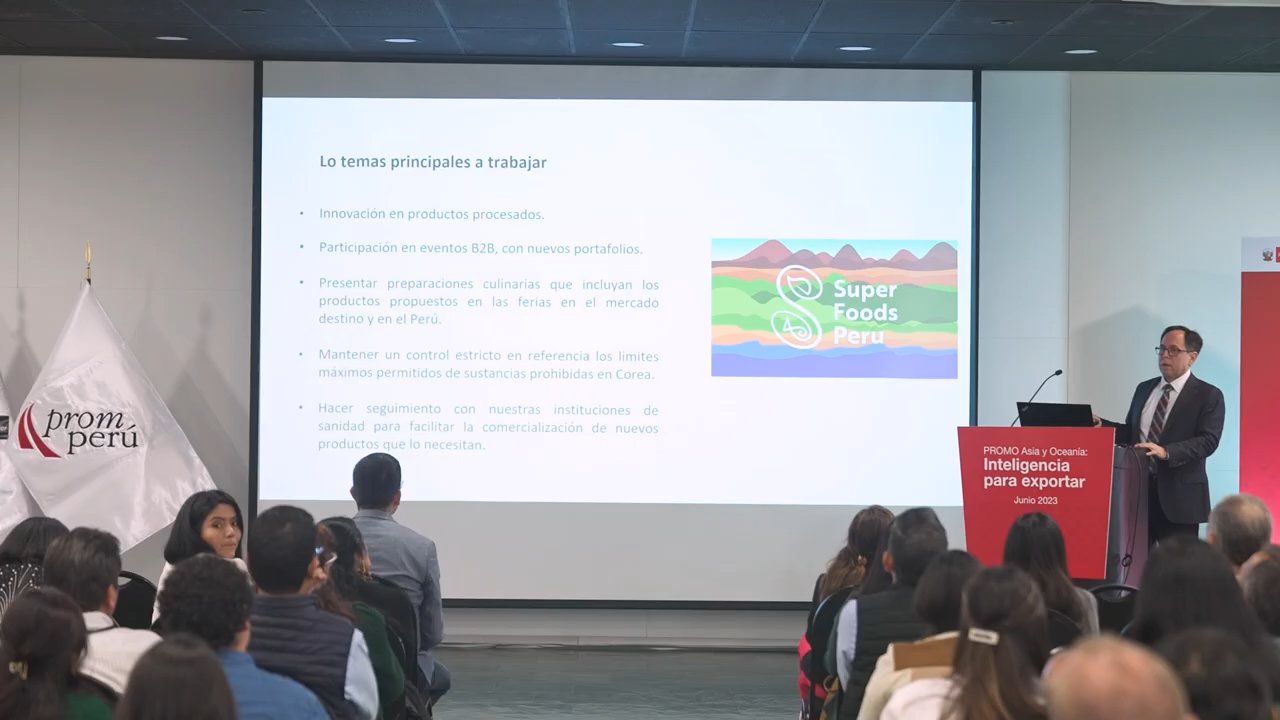 Lo temas principales a trabajar
• Innovación en productos procesados.
• Participación en eventos B2B, con nuevos portafolios.
• Presentar preparaciones culinarias que incluyan los
productos propuestos en las ferias en el mercado
destino y en el Perú.
• Mantener un control estricto en referencia los limites
máximos permitidos de sustancias prohibidas en Corea.
• Hacer seguimiento con nuestras instituciones de
sanidad para facilitar la comercialización de nuevos
productos que lo necesitan.
Super
Foods
Peru
prom
perú
PROMO Asia y Oceanía:
Inteligencia
para exportar
Junio 2023